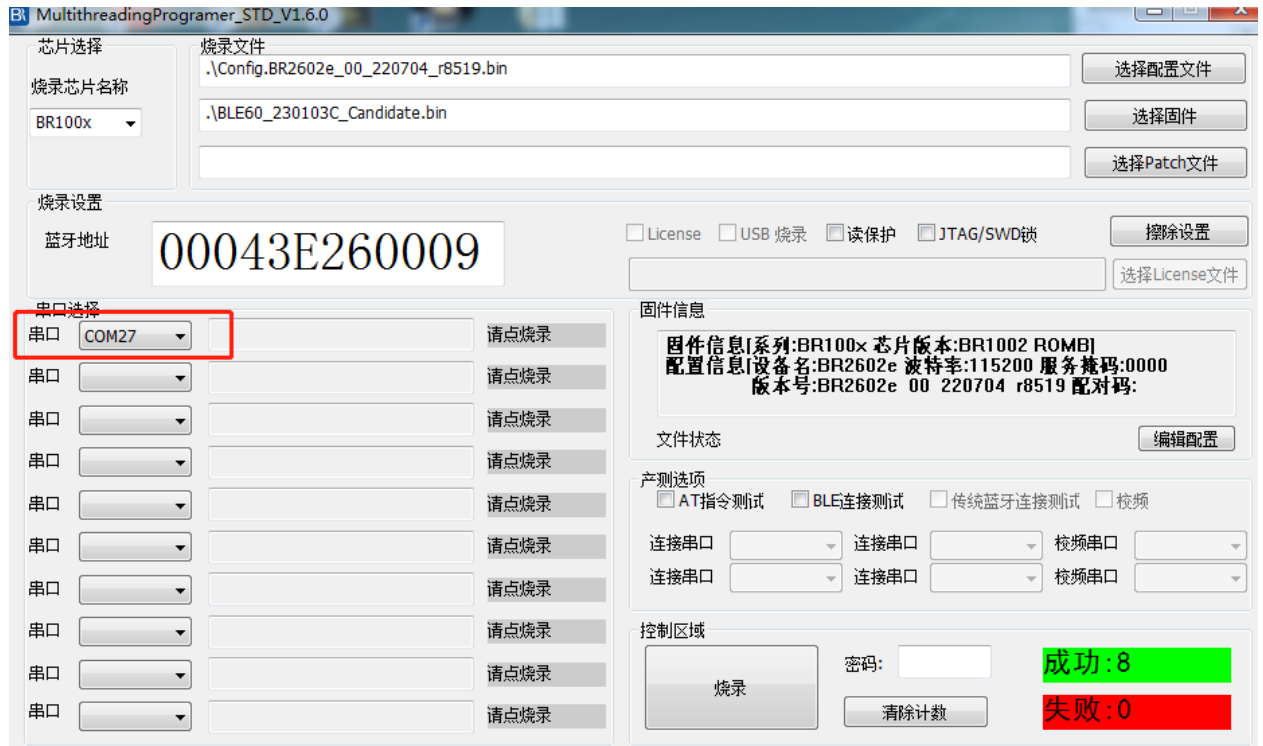 MultithreadingProgramer_STD_V1.6.0
芯片选择
烧录芯片名称
BR100x
烧录文件
.\Config.BR2602e_00_220704_r8519.bin
选择配置文件
.\BLE60_230103C_Candidate.bin
选择固件
选择Patch文件
烧录设置
蓝牙地址
00043E260009
License USB 烧录 读保护 JTAG/SWD锁
擦除设置
选择License文件
串口选择
串口 COM27 请点烧录
串口 请点烧录
串口 请点烧录
串口 请点烧录
串口 请点烧录
串口 请点烧录
串口 请点烧录
串口 请点烧录
串口 请点烧录
串口 请点烧录
固件信息
固件信息[系列:BR100x 芯片版本:BR1002 ROMB]
配置信息[设备名:BR2602e 波特率:115200 服务掩码:0000
版本号:BR2602e_00_220704_r8519 配对码:
文件状态
编辑配置
产测选项
AT指令测试 BLE连接测试 传统蓝牙连接测试 校频
连接串口 连接串口 校频串口
连接串口 连接串口 校频串口
控制区域
烧录
密码:
清除计数
成功:8
失败:0